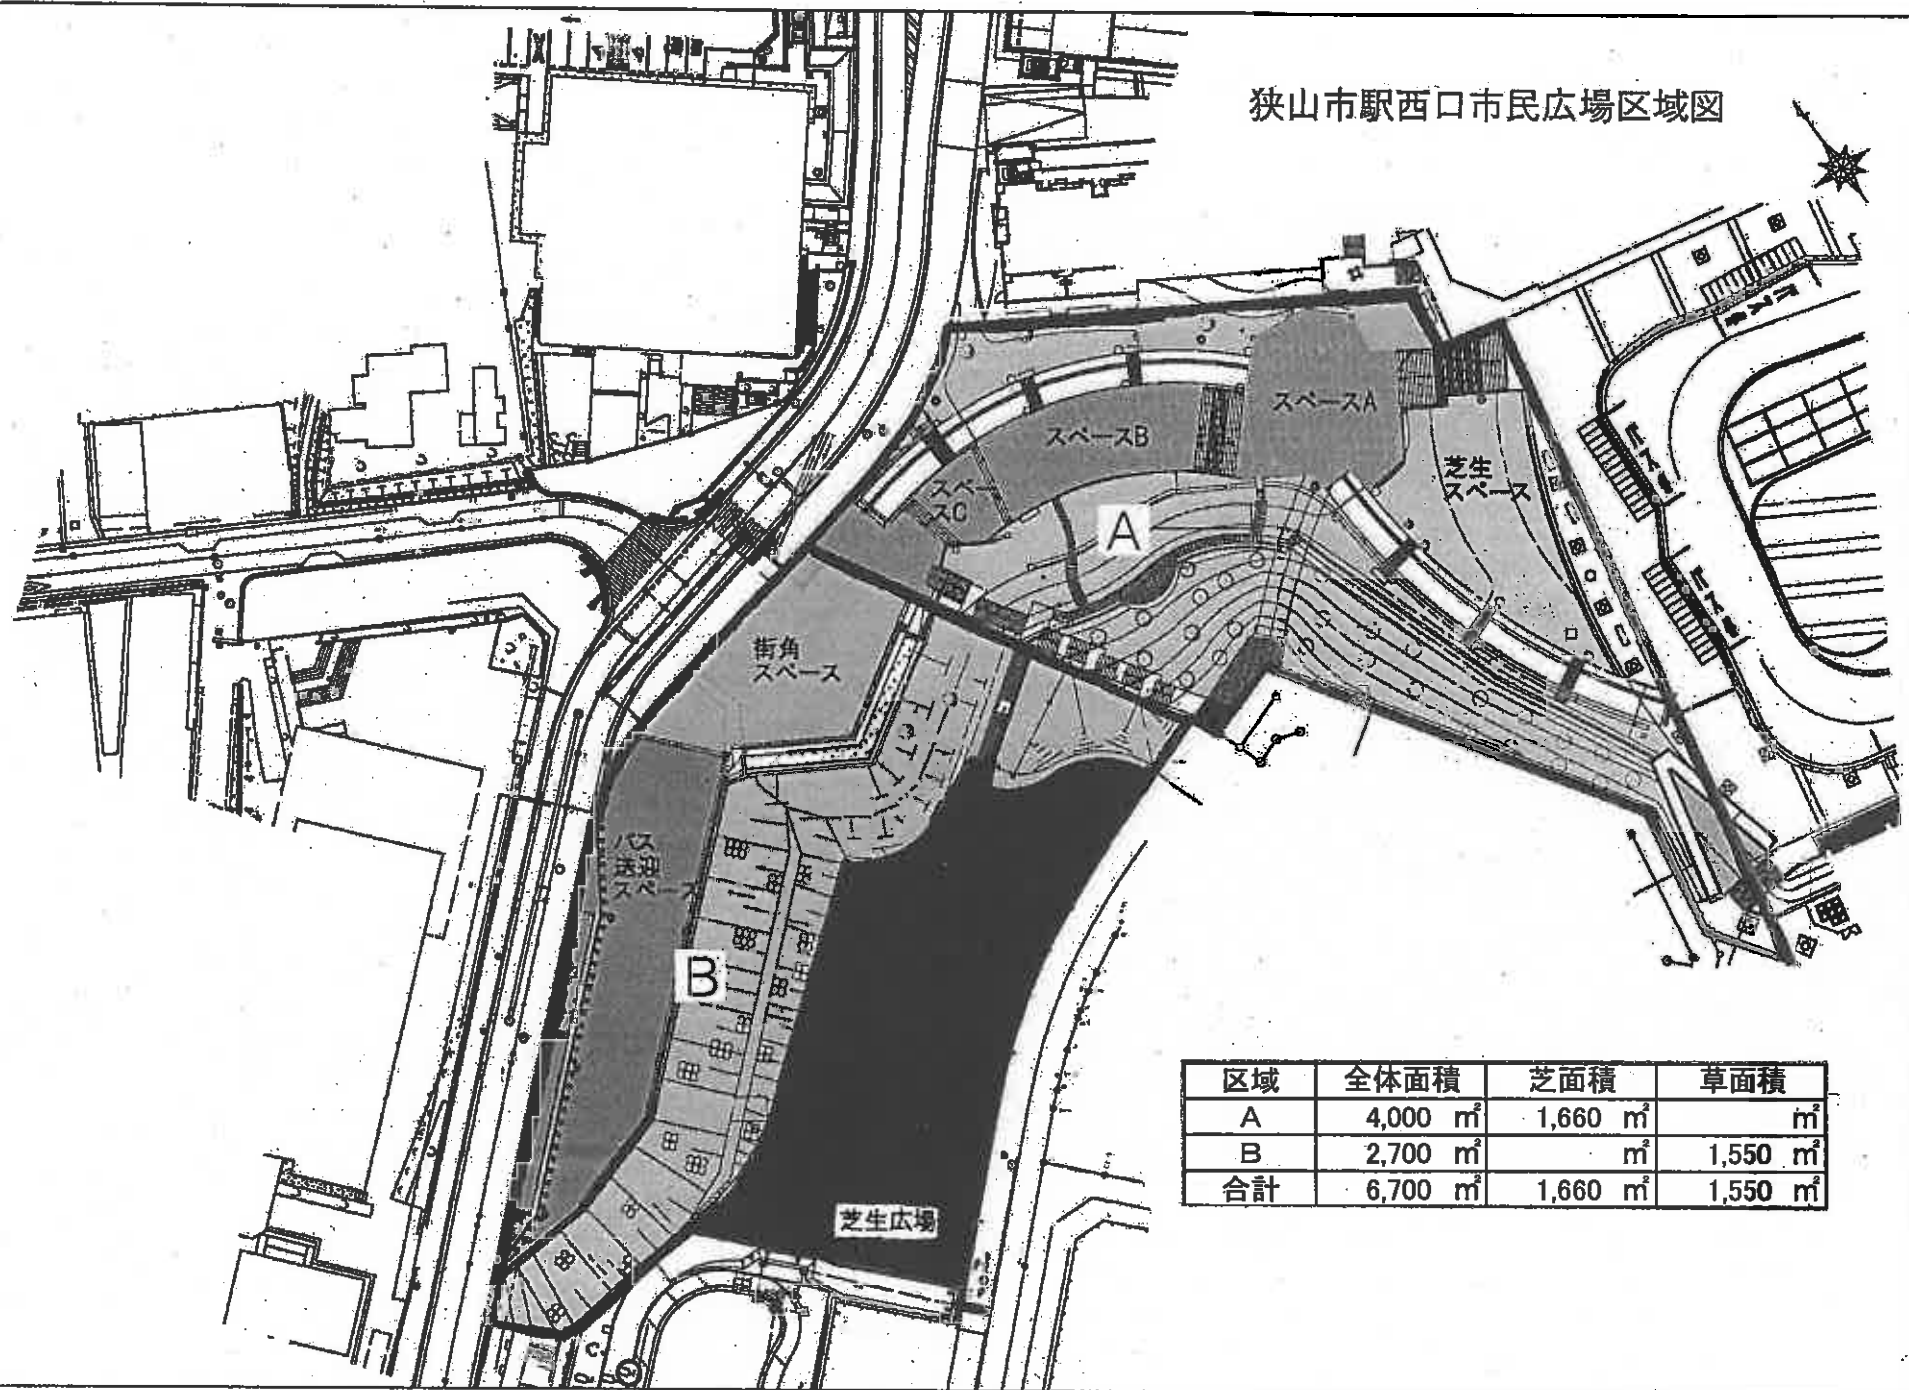 狭山市駅西口市民広場区域図
スペースA
スペースB
スペー
スC
芝生
スペース
A
街角
スペース
バス
送迎
スペース
B
芝生広場
区域 全体面積 芝面積 草面積
A 4,000 ㎡ 1,660 ㎡ ㎡
B 2,700 ㎡ ㎡ 1,550 ㎡
合計 6,700 ㎡ 1,660 ㎡ 1,550 ㎡